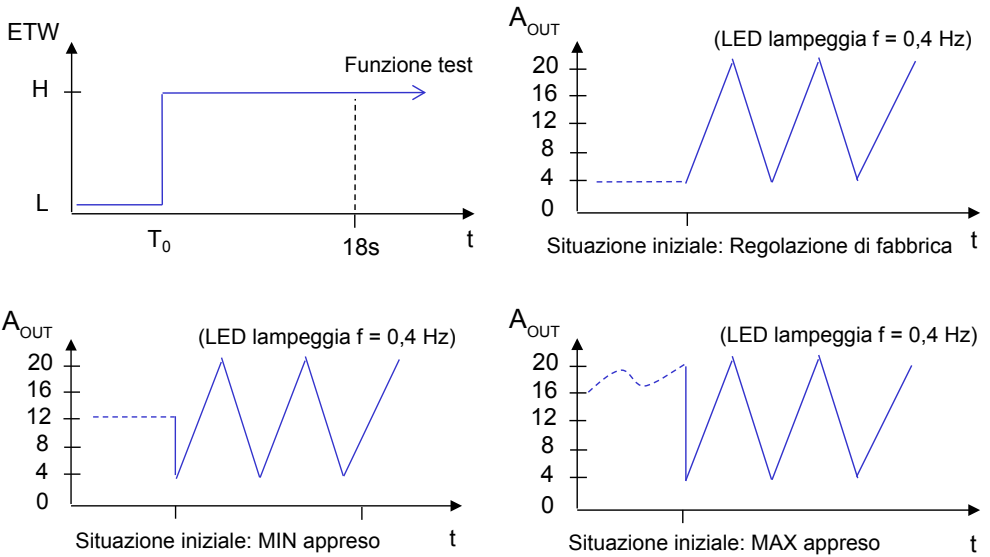 ETW
H
L
Funzione test
T0
18s
t
AOUT
(LED lampeggia f = 0,4 Hz)
20
16
12
8
4
0
Situazione iniziale: Regolazione di fabbrica
t
AOUT
(LED lampeggia f = 0,4 Hz)
20
16
12
8
4
0
Situazione iniziale: MIN appreso
t
AOUT
(LED lampeggia f = 0,4 Hz)
20
16
12
8
4
0
Situazione iniziale: MAX appreso
t